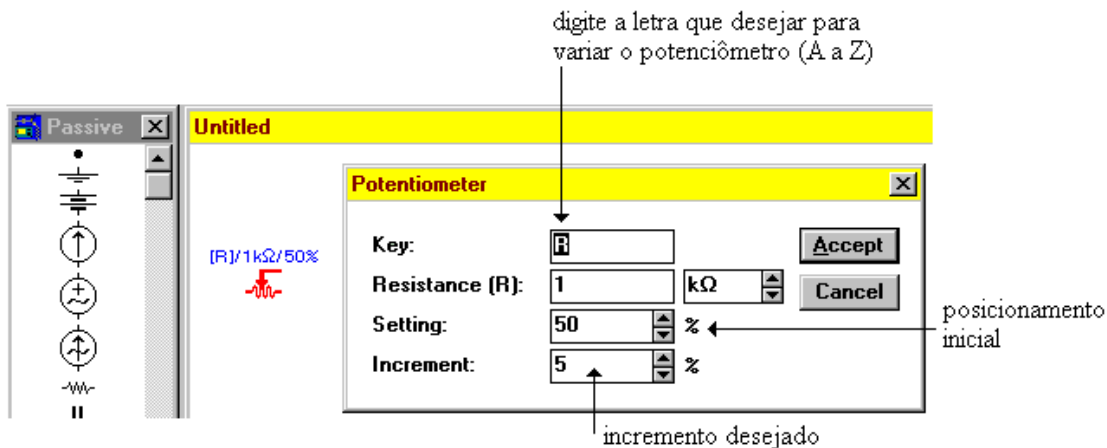 digite a letra que desejar para
variar o potenciômetro (A a Z)
Passive
Untitled
Potentiometer
[R]/1kΩ/50%
Key: R
Accept
Resistance (R): 1 kΩ
Cancel
Setting: 50 %
posicionamento
inicial
Increment: 5 %
incremento desejado